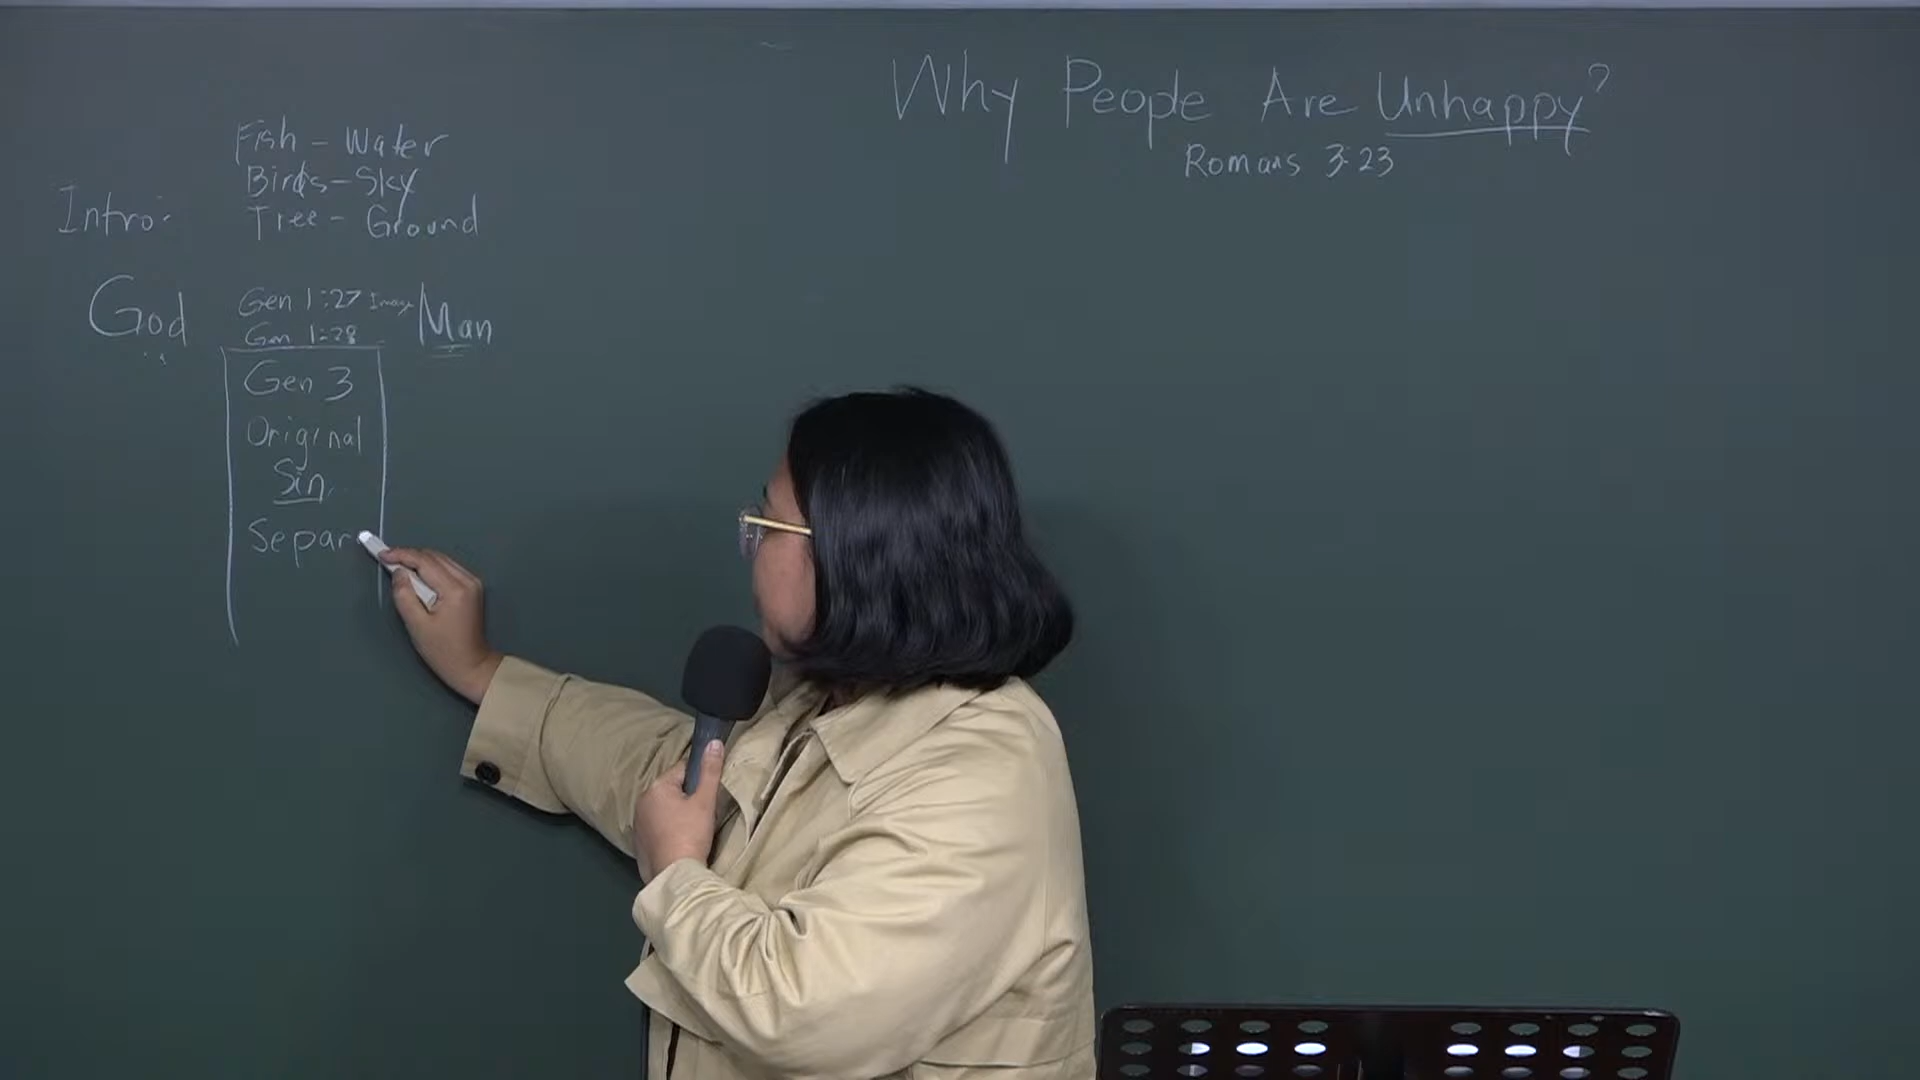 Why People Are Unhappy?
Romans 3:23
Intro:
Fish - Water
Birds - Sky
Tree - Ground
God
Gen 1:27 Image
Gen 1:28
Man
Gen 3
Original
Sin
Separ